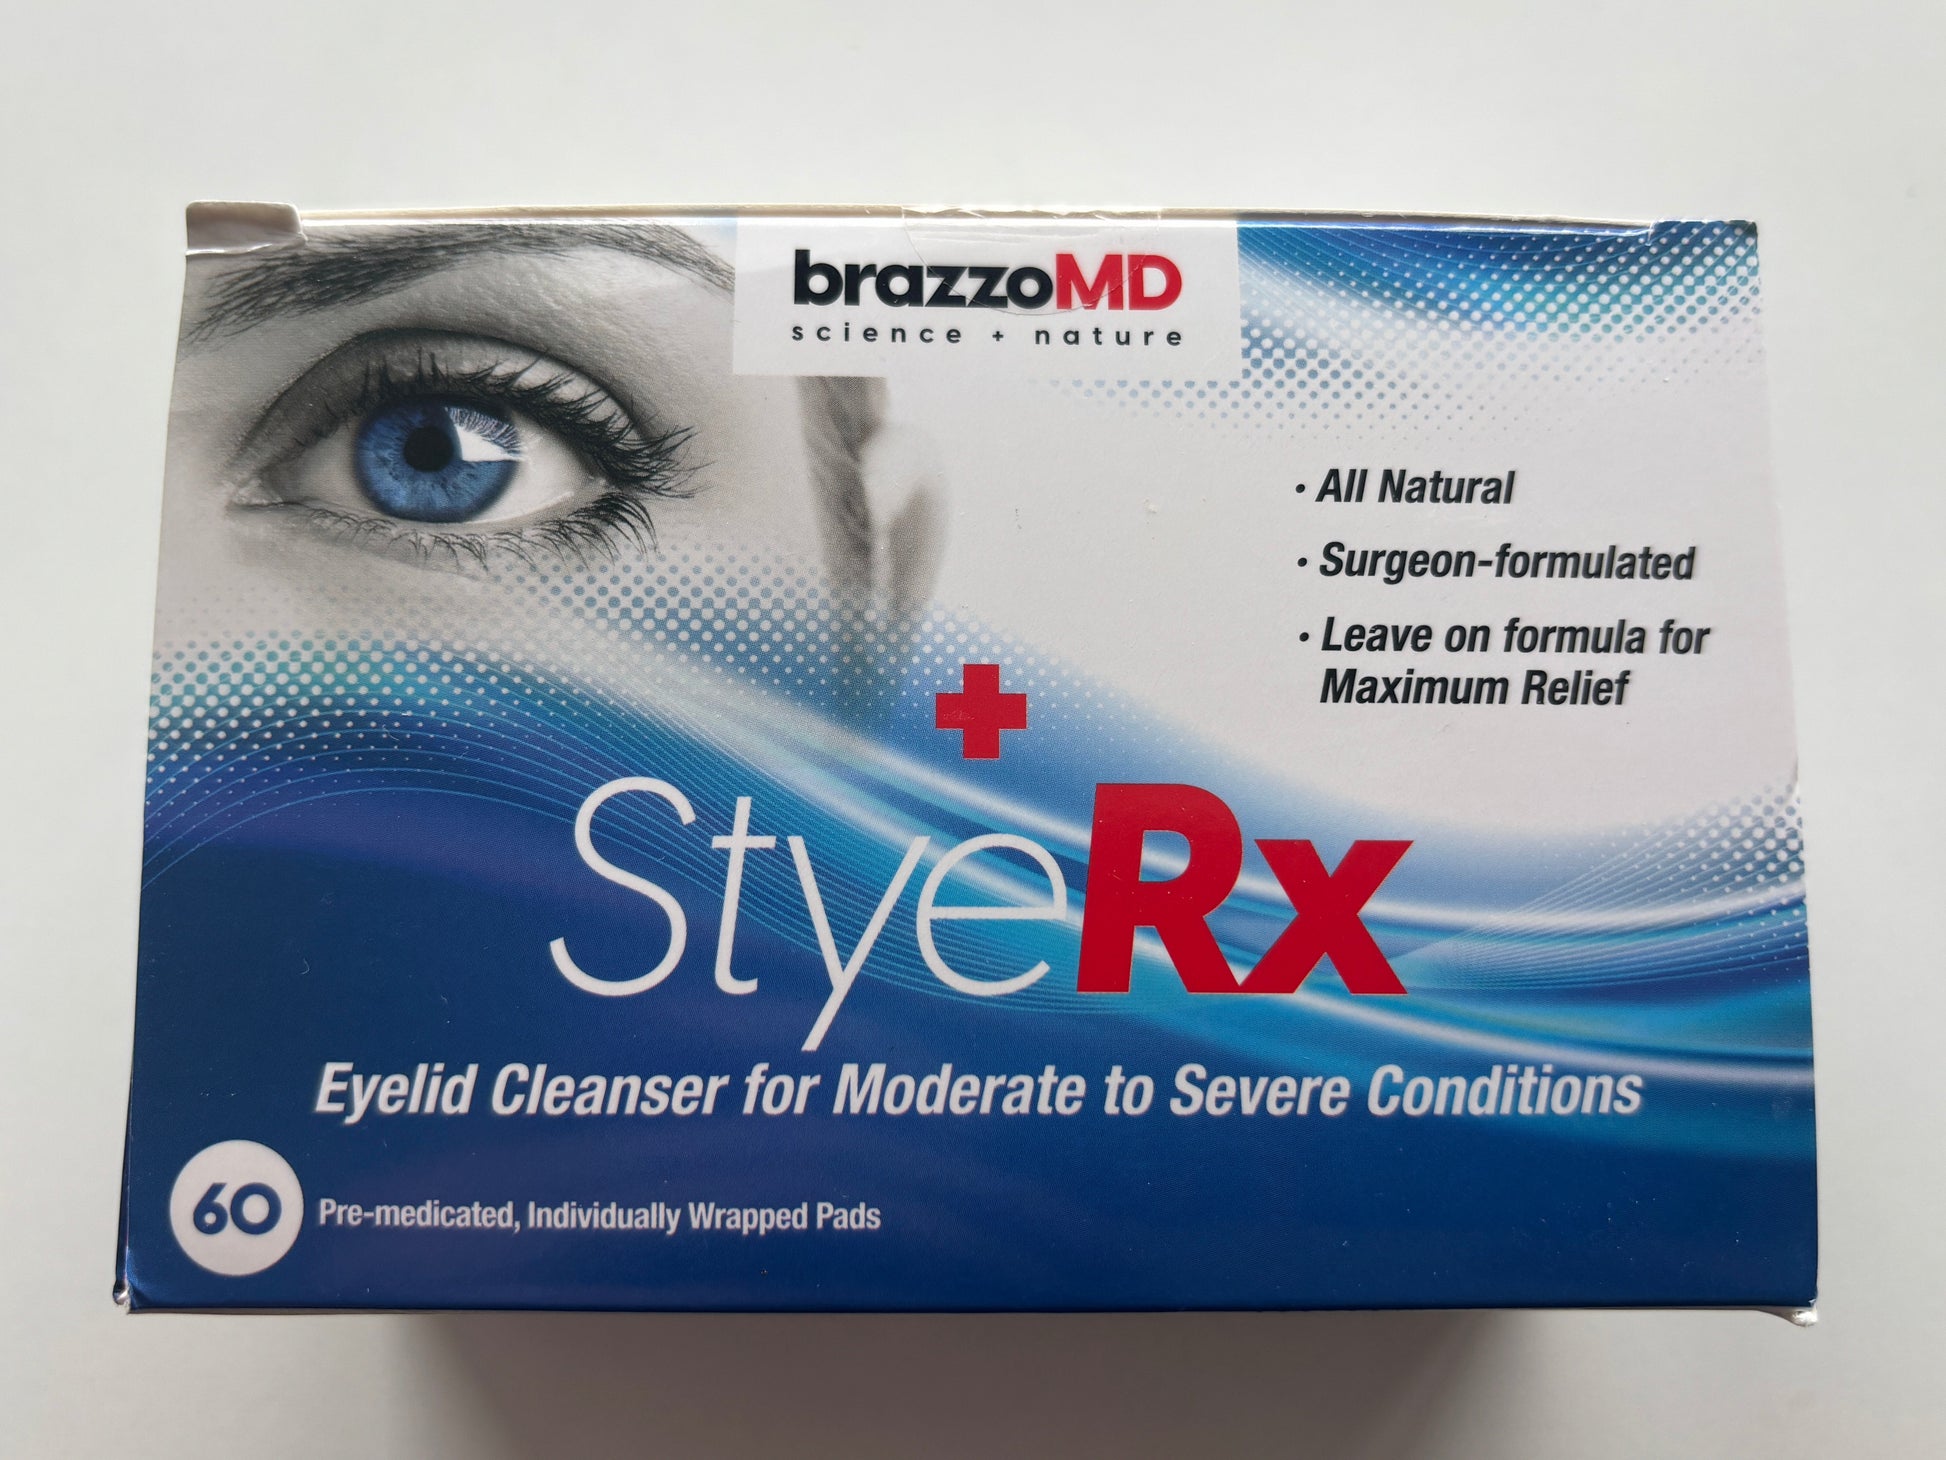 brazzoMD
science + nature
· All Natural
· Surgeon-formulated
· Leave on formula for
Maximum Relief
StyeRx
Eyelid Cleanser for Moderate to Severe Conditions
60 Pre-medicated, Individually Wrapped Pads